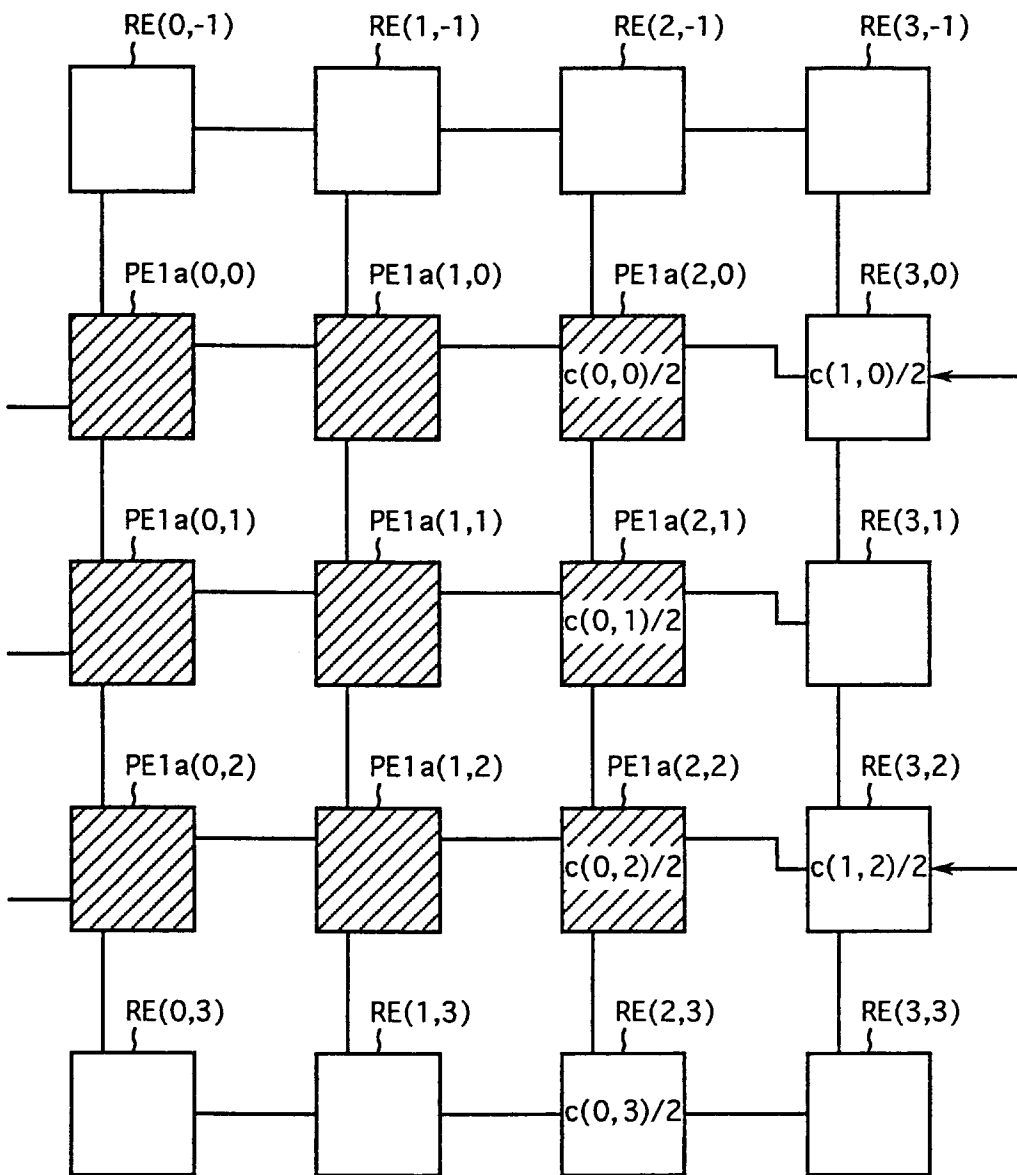 RE(0,-1) RE(1,-1) RE(2,-1) RE(3,-1)
PE1a(0,0) PE1a(1,0) PE1a(2,0) RE(3,0)
c(0,0)/2 c(1,0)/2
PE1a(0,1) PE1a(1,1) PE1a(2,1) RE(3,1)
c(0,1)/2
PE1a(0,2) PE1a(1,2) PE1a(2,2) RE(3,2)
c(0,2)/2 c(1,2)/2
RE(0,3) RE(1,3) RE(2,3) RE(3,3)
c(0,3)/2